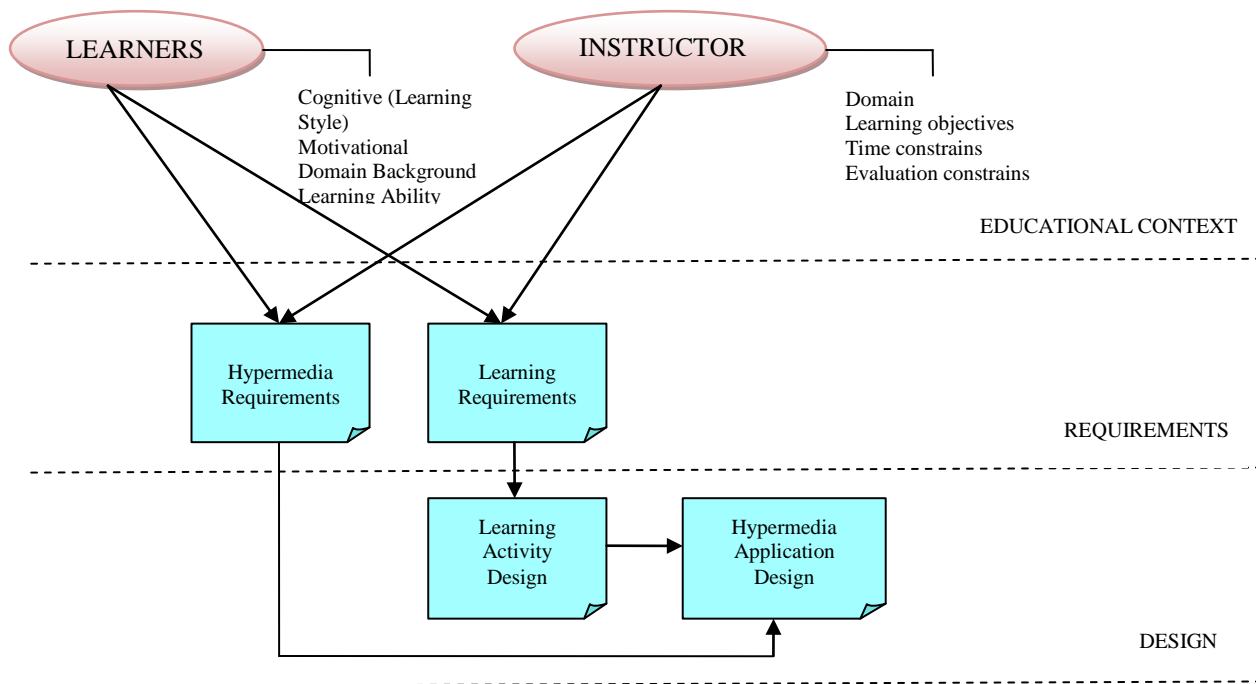 LEARNERS
INSTRUCTOR
Cognitive (Learning
Style)
Motivational
Domain Background
Learning Ability
Domain
Learning objectives
Time constrains
Evaluation constrains
EDUCATIONAL CONTEXT
Hypermedia
Requirements
Learning
Requirements
REQUIREMENTS
Learning
Activity
Design
Hypermedia
Application
Design
DESIGN